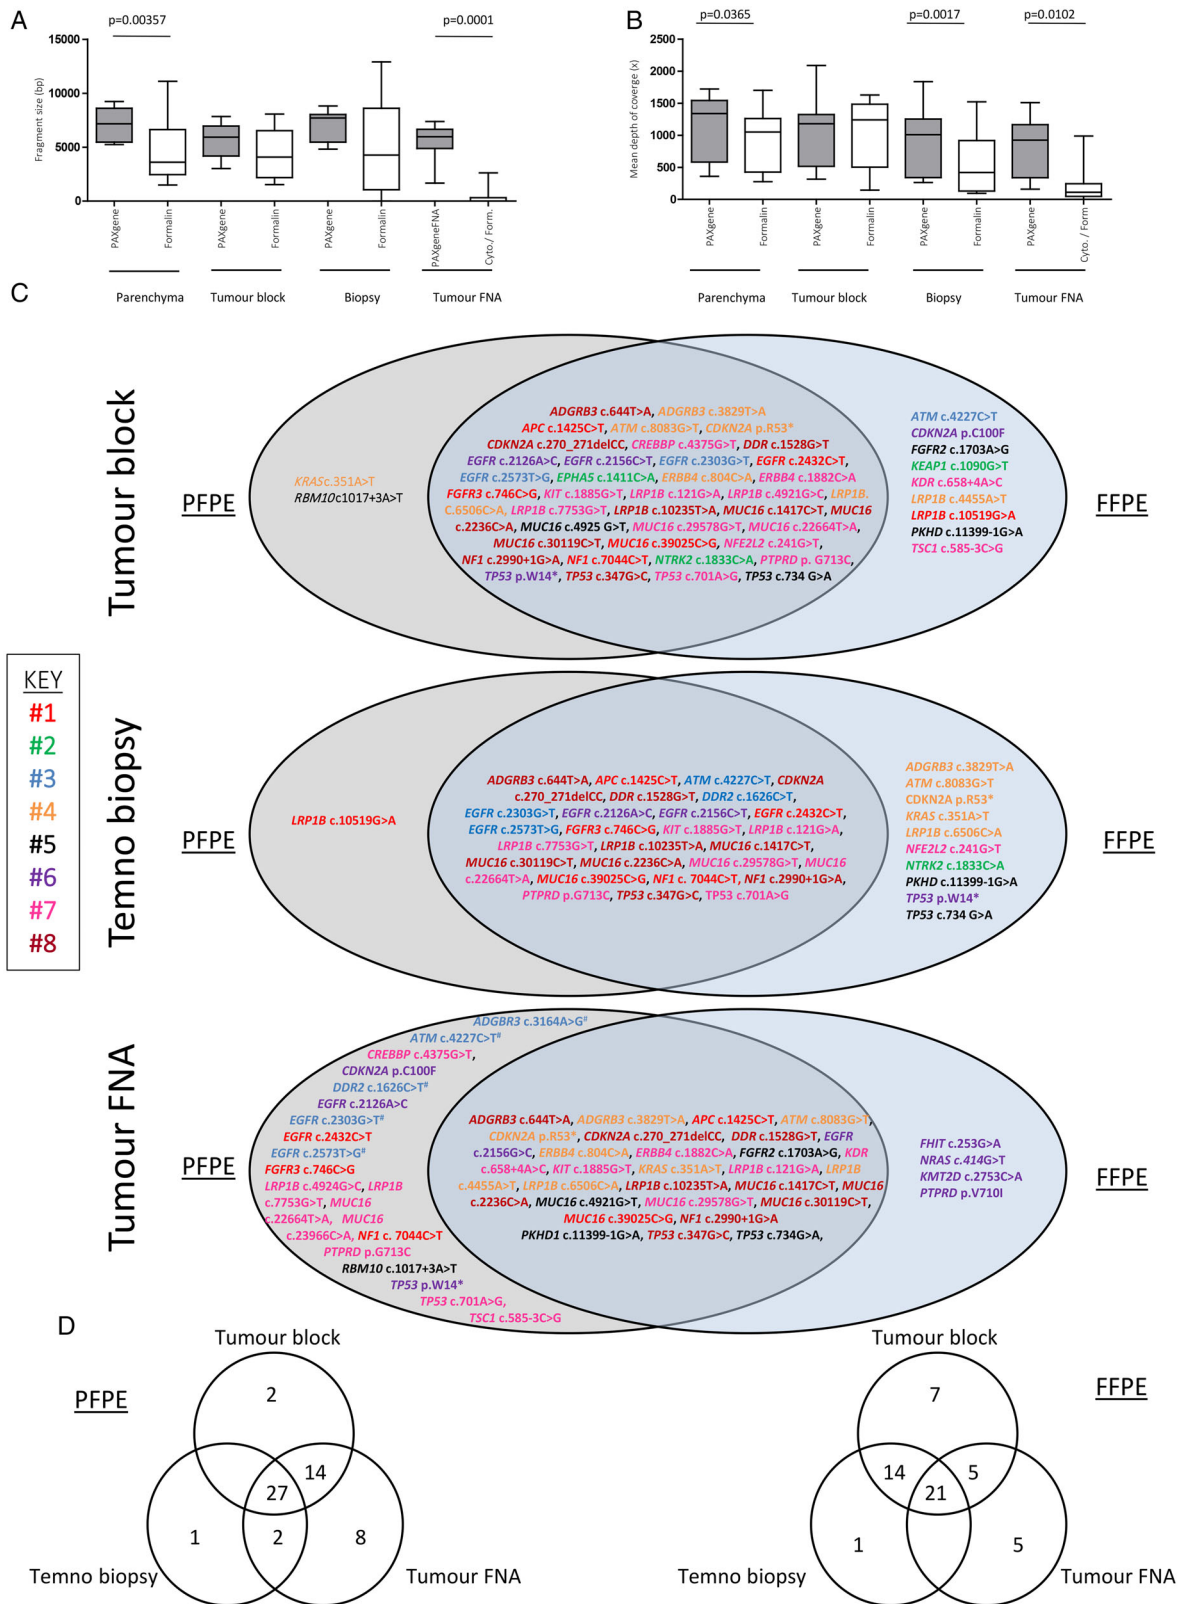 A
p=0.00357
p=0.0001
15000
10000
5000
0
Fragment size (bp)
PAXgene
Formalin
PAXgene
Formalin
PAXgene
Formalin
PAXgeneFNA
Cyto./ Form.
Parenchyma
Tumour block
Biopsy
Tumour FNA
B
p=0.0365
p=0.0017
p=0.0102
2500
2000
1500
1000
500
0
Mean depth of coverge (x)
PAXgene
Formalin
PAXgene
Formalin
PAXgene
Formalin
PAXgene
Cyto./ Form
Parenchyma
Tumour block
Biopsy
Tumour FNA
C
Tumour block
PFPE
KRASc.351A>T
RBM10c1017+3A>T
ADGRB3 c.644T>A, ADGRB3 c.3829T>A
APC c.1425C>T, ATM c.8083G>T, CDKN2A p.R53*
CDKN2A c.270_271delCC, CREBBP c.4375G>T, DDR c.1528G>T
EGFR c.2126A>C, EGFR c.2156C>T, EGFR c.2303G>T, EGFR c.2432C>T,
EGFR c.2573T>G, EPHA5 c.1411C>A, ERBB4 c.804C>A, ERBB4 c.1882C>A
FGFR3 c.746C>G, KIT c.1885G>T, LRP1B c.121G>A, LRP1B c.4921G>C, LRP1B.
C.6506C>A, LRP1B c.7753G>T, LRP1B c.10235T>A, MUC16 c.1417C>T, MUC16
c.2236C>A, MUC16 c.4925 G>T, MUC16 c.29578G>T, MUC16 c.22664T>A,
MUC16 c.30119C>T, MUC16 c.39025C>G, NFE2L2 c.241G>T,
NF1 c.2990+1G>A, NF1 c.7044C>T, NTRK2 c.1833C>A, PTPRD p. G713C,
TP53 p.W14*, TP53 c.347G>C, TP53 c.701A>G, TP53 c.734 G>A
ATM c.4227C>T
CDKN2A p.C100F
FGFR2 c.1703A>G
KEAP1 c.1090G>T
KDR c.658+4A>C
LRP1B c.4455A>T
LRP1B c.10519G>A
PKHD c.11399-1G>A
TSC1 c.585-3C>G
FFPE
KEY
#1
#2
#3
#4
#5
#6
#7
#8
Temno biopsy
PFPE
LRP1B c.10519G>A
ADGRB3 c.644T>A, APC c.1425C>T, ATM c.4227C>T, CDKN2A
c.270_271delCC, DDR c.1528G>T, DDR2 c.1626C>T,
EGFR c.2303G>T, EGFR c.2126A>C, EGFR c.2156C>T, EGFR c.2432C>T,
EGFR c.2573T>G, FGFR3 c.746C>G, KIT c.1885G>T, LRP1B c.121G>A,
LRP1B c.7753G>T, LRP1B c.10235T>A, MUC16 c.1417C>T,
MUC16 c.30119C>T, MUC16 c.2236C>A, MUC16 c.29578G>T, MUC16
c.22664T>A, MUC16 c.39025C>G, NF1 c. 7044C>T, NF1 c.2990+1G>A,
PTPRD p.G713C, TP53 c.347G>C, TP53 c.701A>G
ADGRB3 c.3829T>A
ATM c.8083G>T
CDKN2A p.R53*
KRAS c.351A>T
LRP1B c.6506C>A
NFE2L2 c.241G>T
NTRK2 c.1833C>A
PKHD c.11399-1G>A
TP53 p.W14*
TP53 c.734 G>A
FFPE
Tumour FNA
PFPE
ADGBR3 c.3164A>G#
ATM c.4227C>T#
CREBBP c.4375G>T,
CDKN2A p.C100F
DDR2 c.1626C>T#
EGFR c.2126A>C
EGFR c.2303G>T#
EGFR c.2432C>T
EGFR c.2573T>G#
FGFR3 c.746C>G
LRP1B c.4924G>C, LRP1B
c.7753G>T, MUC16
c.22664T>A, MUC16
c.23966C>A, NF1 c. 7044C>T
PTPRD p.G713C
RBM10 c.1017+3A>T
TP53 p.W14*
TP53 c.701A>G,
TSC1 c.585-3C>G
ADGRB3 c.644T>A, ADGRB3 c.3829T>A, APC c.1425C>T, ATM c.8083G>T,
CDKN2A p.R53*, CDKN2A c.270_271delCC, DDR c.1528G>T, EGFR
c.2156G>C, ERBB4 c.804C>A, ERBB4 c.1882C>A, FGFR2 c.1703A>G, KDR
c.658+4A>C, KIT c.1885G>T, KRAS c.351A>T, LRP1B c.121G>A, LRP1B
c.4455A>T, LRP1B c.6506C>A, LRP1B c.10235T>A, MUC16 c.1417C>T, MUC16
c.2236C>A, MUC16 c.4921G>T, MUC16 c.29578G>T, MUC16 c.30119C>T,
MUC16 c.39025C>G, NF1 c.2990+1G>A
PKHD1 c.11399-1G>A, TP53 c.347G>C, TP53 c.734G>A,
FHIT c.253G>A
NRAS c.414G>T
KMT2D c.2753C>A
PTPRD p.V710I
FFPE
D
Tumour block
PFPE
2
14
27
1
2
8
Temno biopsy
Tumour FNA
Tumour block
FFPE
7
14
5
21
1
5
Temno biopsy
Tumour FNA